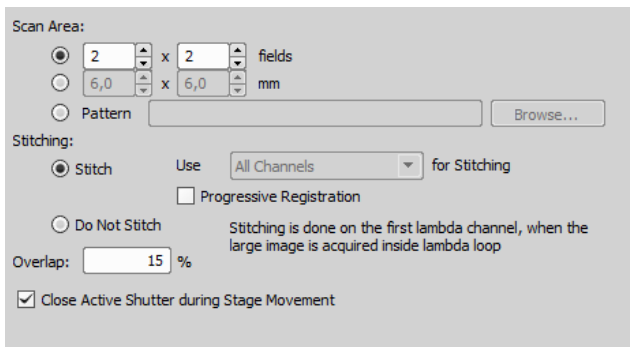 Scan Area:
2 x 2 fields
6,0 x 6,0 mm
Pattern Browse...
Stitching:
Stitch Use All Channels for Stitching
Progressive Registration
Do Not Stitch Stitching is done on the first lambda channel, when the
large image is acquired inside lambda loop
Overlap: 15 %
Close Active Shutter during Stage Movement